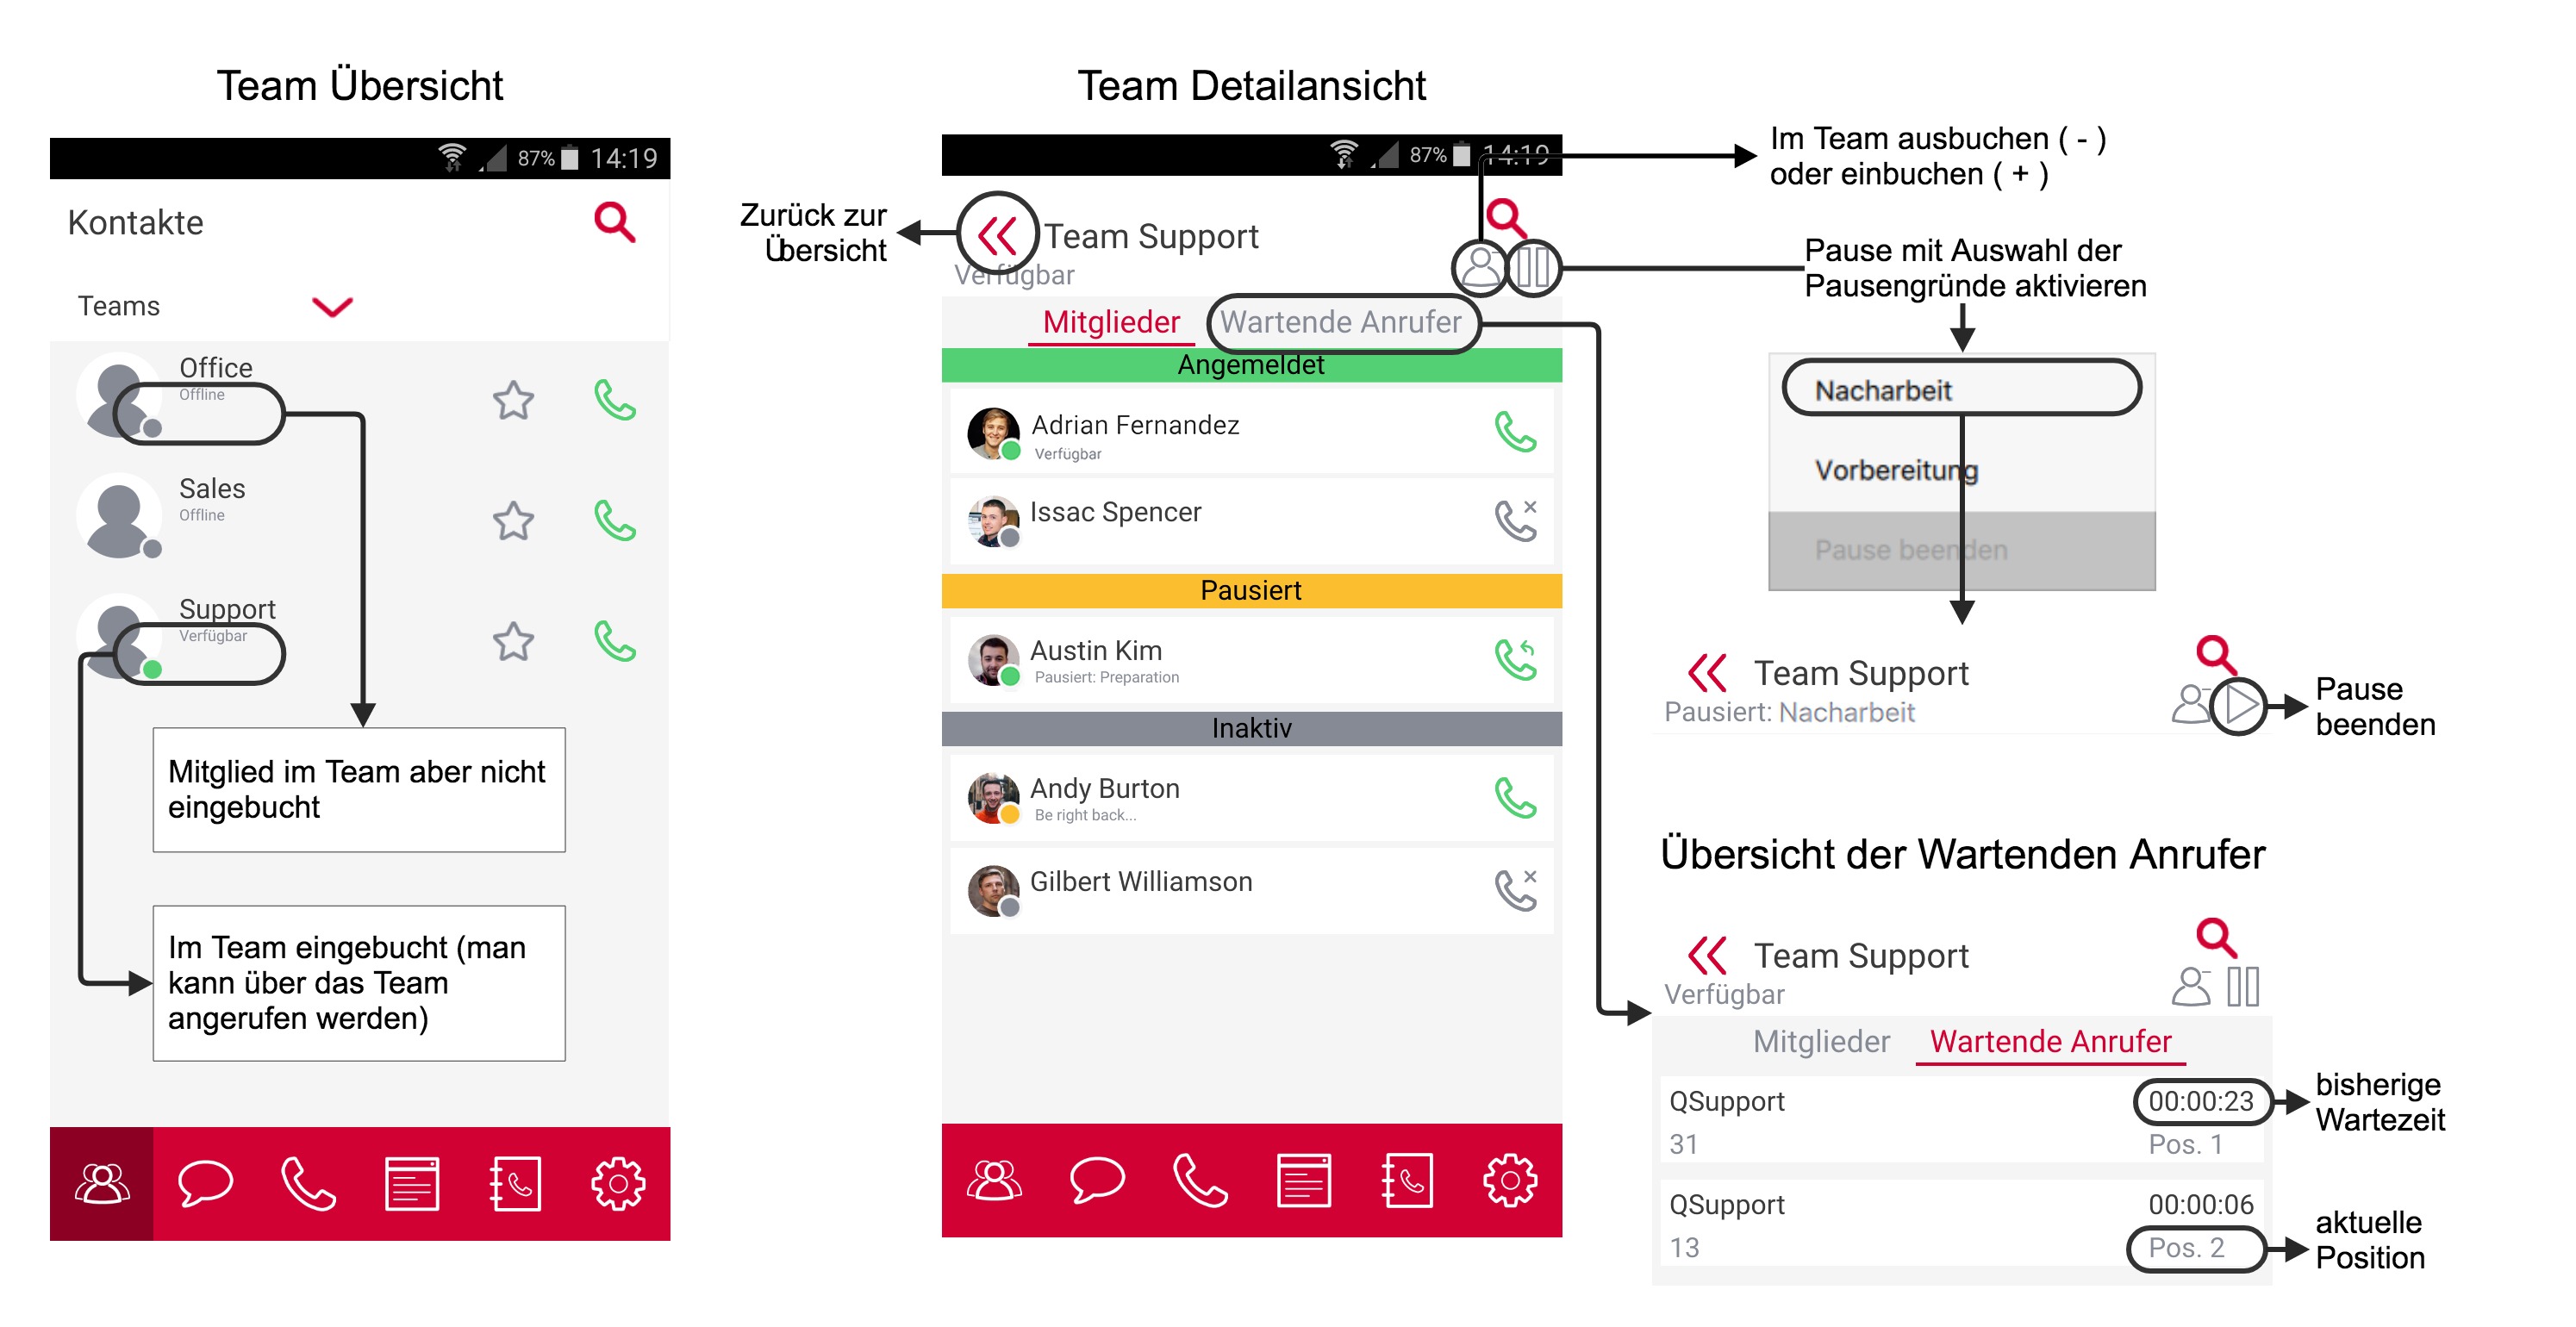 Team Übersicht
87% 14:19
Kontakte
Teams
Office
Offline
Sales
Offline
Support
Verfügbar
Mitglied im Team aber nicht
eingebucht
Im Team eingebucht (man
kann über das Team
angerufen werden)
Team Detailansicht
87% 14:19
Zurück zur
Übersicht
Team Support
Verfügbar
Mitglieder Wartende Anrufer
Angemeldet
Adrian Fernandez
Verfügbar
Issac Spencer
Pausiert
Austin Kim
Pausiert: Preparation
Inaktiv
Andy Burton
Be right back...
Gilbert Williamson
Im Team ausbuchen ( - )
oder einbuchen ( + )
Pause mit Auswahl der
Pausengründe aktivieren
Nacharbeit
Vorbereitung
Pause beenden
Team Support
Pausiert: Nacharbeit
Pause
beenden
Übersicht der Wartenden Anrufer
Team Support
Verfügbar
Mitglieder Wartende Anrufer
QSupport 00:00:23
31 Pos. 1
bisherige
Wartezeit
QSupport 00:00:06
13 Pos. 2
aktuelle
Position